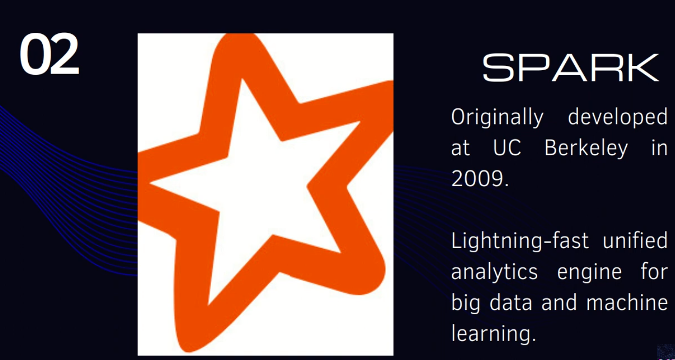 02
SPARK
Originally developed
at UC Berkeley in
2009.
Lightning-fast unified
analytics engine for
big data and machine
learning.